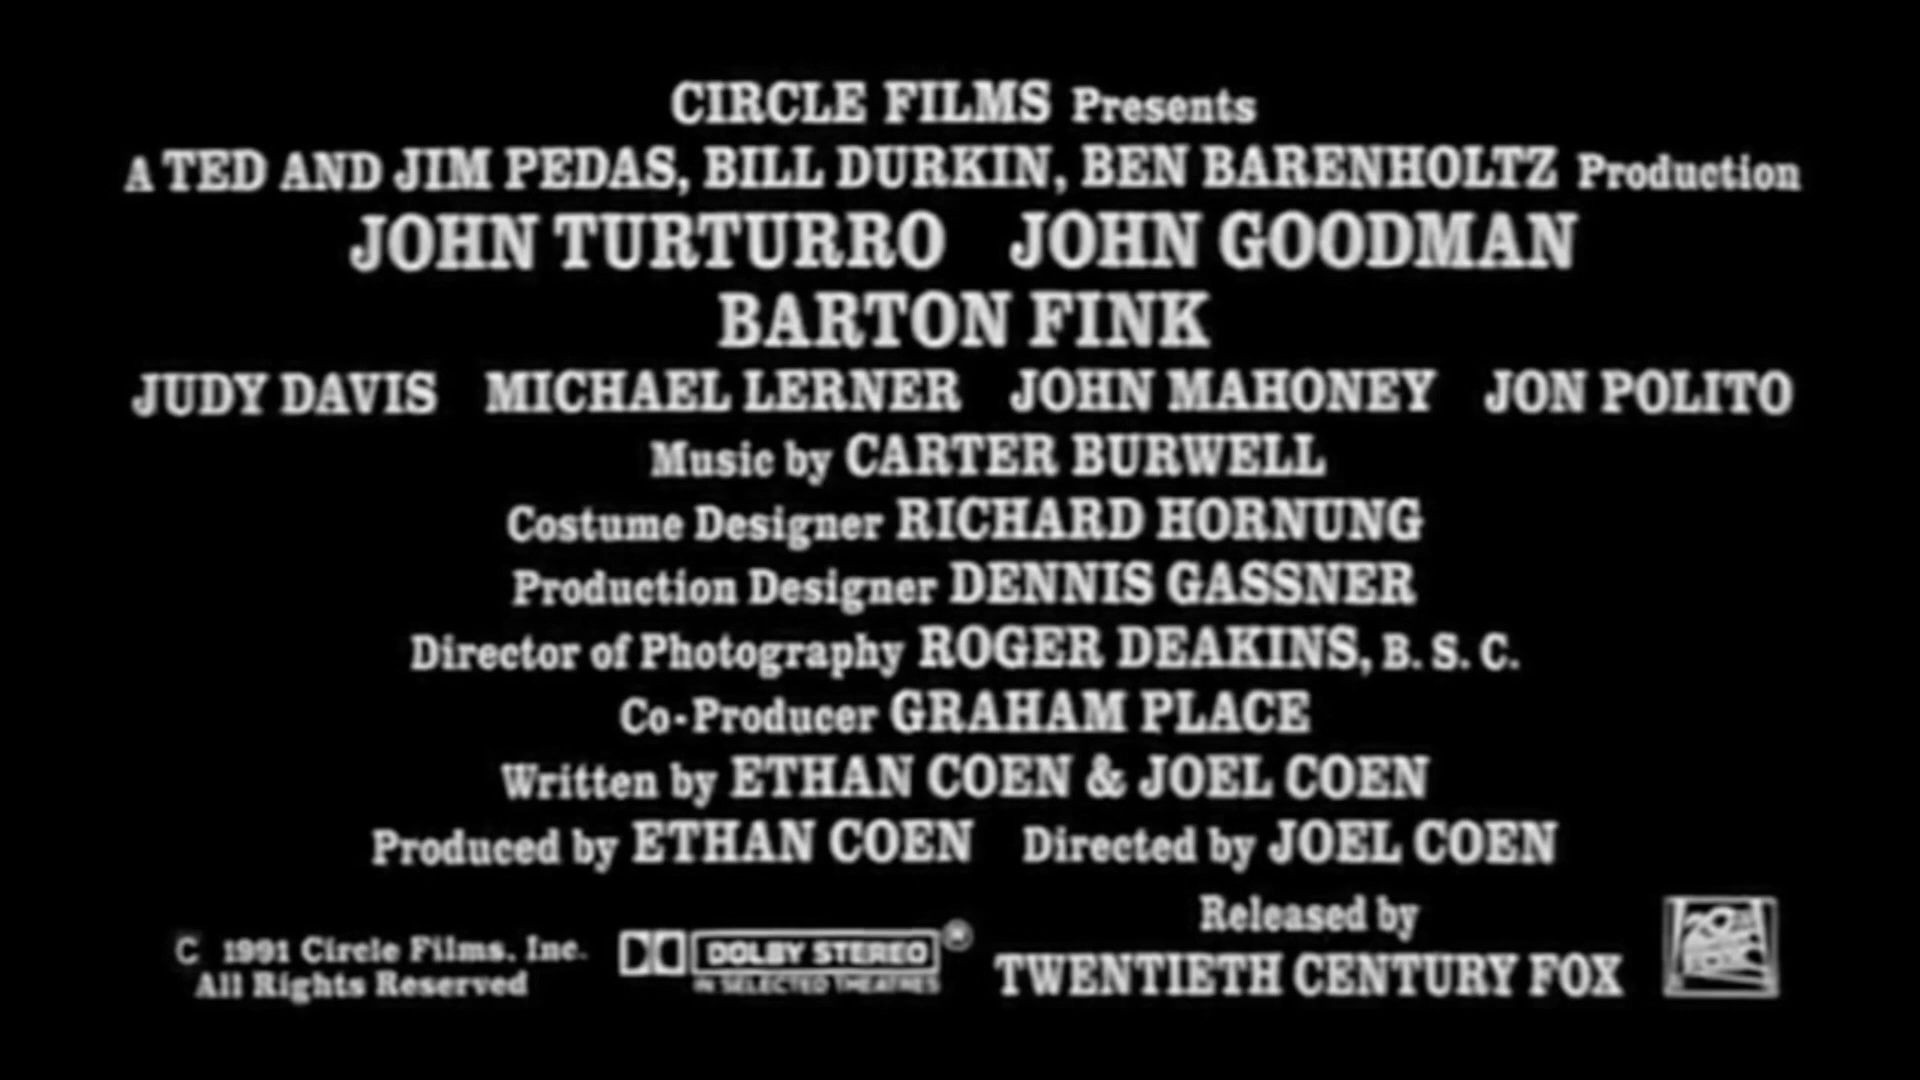 CIRCLE FILMS Presents
A TED AND JIM PEDAS, BILL DURKIN, BEN BARENHOLTZ Production
JOHN TURTURRO JOHN GOODMAN
BARTON FINK
JUDY DAVIS MICHAEL LERNER JOHN MAHONEY JON POLITO
Music by CARTER BURWELL
Costume Designer RICHARD HORNUNG
Production Designer DENNIS GASSNER
Director of Photography ROGER DEAKINS, B. S. C.
Co-Producer GRAHAM PLACE
Written by ETHAN COEN & JOEL COEN
Produced by ETHAN COEN Directed by JOEL COEN
C 1991 Circle Films, Inc.
All Rights Reserved
DOLBY STEREO®
IN SELECTED THEATRES
Released by
TWENTIETH CENTURY FOX